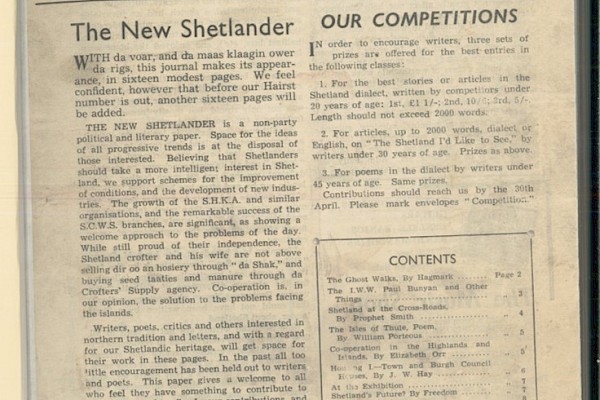 The New Shetlander
WITH da voar, and da maas klaagin ower
da rigs, this journal makes its appear-
ance, in sixteen modest pages. We feel
confident, however that before our Hairst
number is out, another sixteen pages will
be added.
THE NEW SHETLANDER is a non-party
political and literary paper. Space for the ideas
of all progressive trends is at the disposal of
those interested. Believing that Shetlanders
should take a more intelligent interest in Shet-
land, we support schemes for the improvement
of conditions, and the development of new indus-
tries. The growth of the S.H.K.A. and similar
organisations, and the remarkable success of the
S.C.W.S. branches, are significant, as showing a
welcome approach to the problems of the day.
While still proud of their independence, the
Shetland crofter and his wife are not above
selling dir oo an hosiery through "da Shak," and
buying seed tatties and manure through da
Crofters' Supply agency. Co-operation is, in
our opinion, the solution to the problems facing
the islands.
Writers, poets, critics and others interested in
northern tradition and letters, and with a regard
for our Shetlandic heritage, will get space for
their work in these pages. In the past all too
little encouragement has been held out to writers
and poets. This paper gives a welcome to all
who feel they have something to contribute to
OUR COMPETITIONS
IN order to encourage writers, three sets of
prizes are offered for the best entries in
the following classes:
1. For the best stories or articles in the
Shetland dialect, written by competitors under
20 years of age: 1st, £1 1/-; 2nd, 10/6; 3rd, 5/-.
Length should not exceed 2000 words.
2. For articles, up to 2000 words, dialect or
English, on "The Shetland I'd Like to See," by
writers under 30 years of age. Prizes as above.
3. For poems in the dialect by writers under
45 years of age. Same prizes.
Contributions should reach us by the 30th
April. Please mark envelopes "Competition."
CONTENTS
The Ghost Walks, By Hagmark ........ Page 2
The I.W.W. Paul Bunyan and Other
Things ........ 3
Shetland at the Cross-Roads,
By Prophet Smith ........ 4
The Isles of Thule, Poem,
By William Porteous ........ 5
Co-operation in the Highlands and
Islands, By Elizabeth Orr ........ 5
Housing I—Town and Burgh Council
Houses, By J. W. Hay ........ 6
At the Exhibition ........ 7
Shetland's Future? By Freedom ........ 8